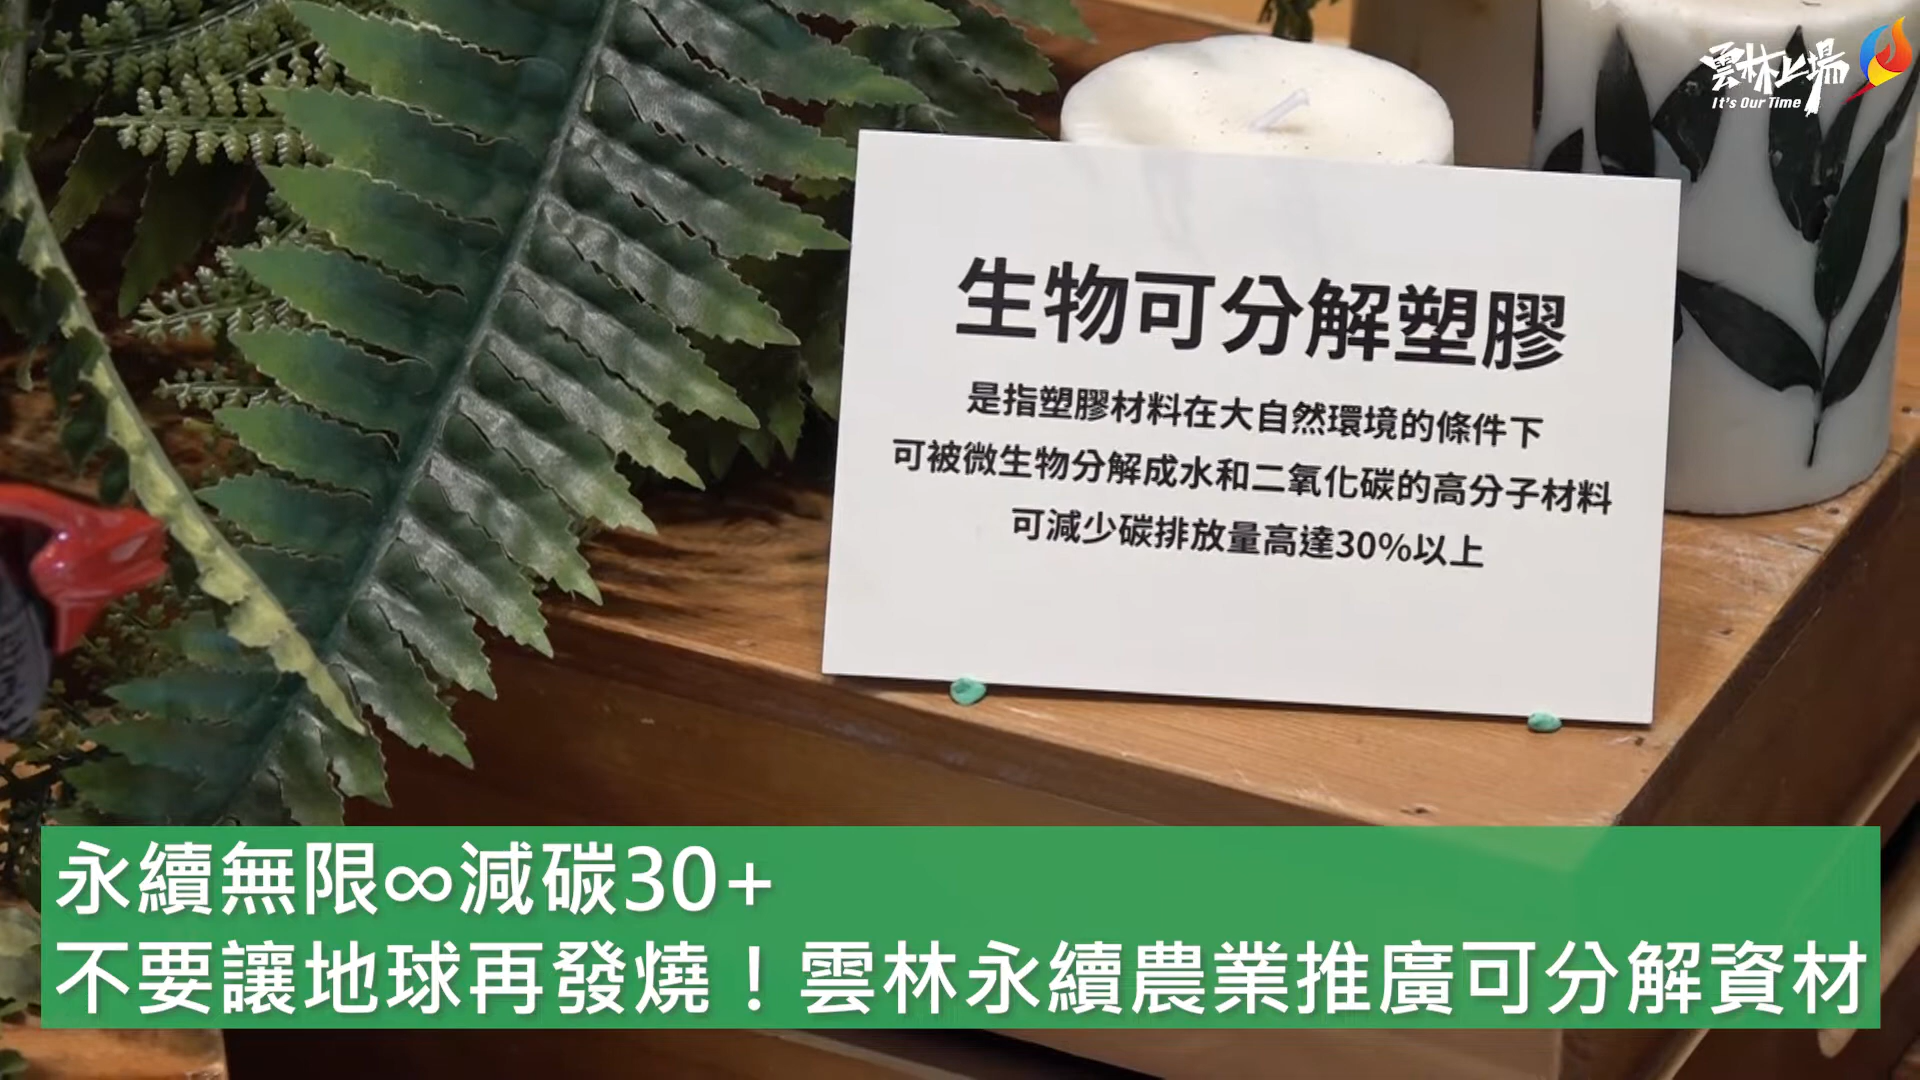 雲林上場
It's Our Time
生物可分解塑膠
是指塑膠材料在大自然環境的條件下
可被微生物分解成水和二氧化碳的高分子材料
可減少碳排放量高達30%以上
永續無限∞減碳30+
不要讓地球再發燒！雲林永續農業推廣可分解資材